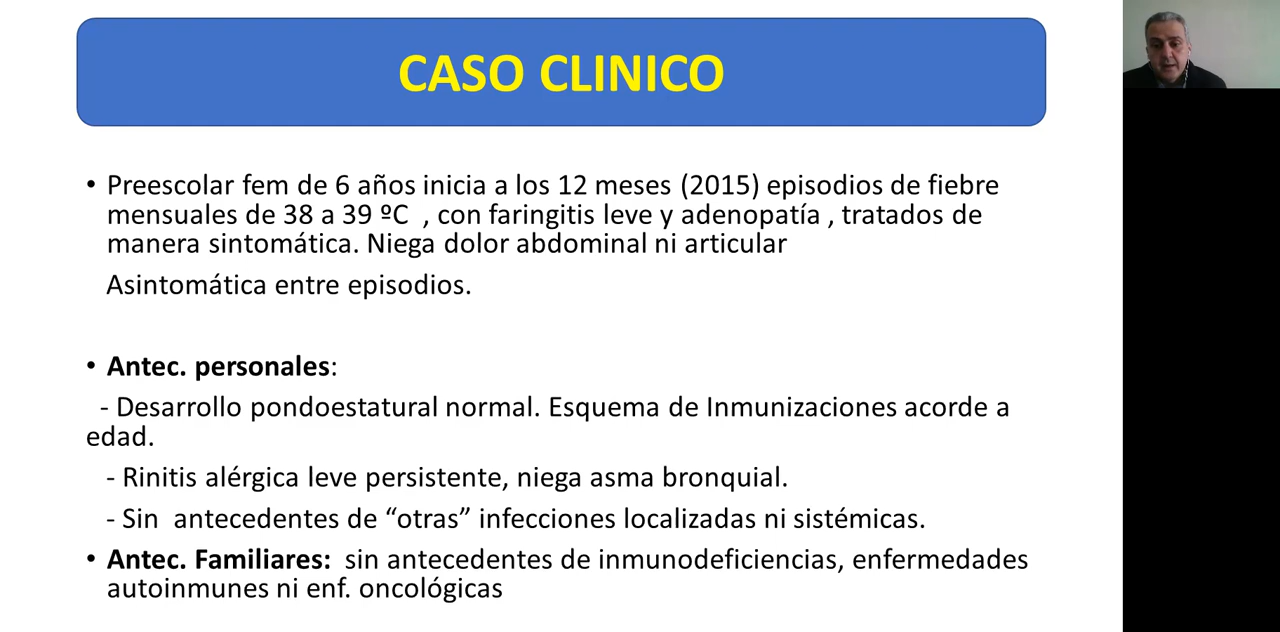 CASO CLINICO
• Preescolar fem de 6 años inicia a los 12 meses (2015) episodios de fiebre
mensuales de 38 a 39 ºC , con faringitis leve y adenopatía , tratados de
manera sintomática. Niega dolor abdominal ni articular
Asintomática entre episodios.
• Antec. personales:
- Desarrollo pondoestatural normal. Esquema de Inmunizaciones acorde a
edad.
- Rinitis alérgica leve persistente, niega asma bronquial.
- Sin antecedentes de “otras” infecciones localizadas ni sistémicas.
• Antec. Familiares: sin antecedentes de inmunodeficiencias, enfermedades
autoinmunes ni enf. oncológicas